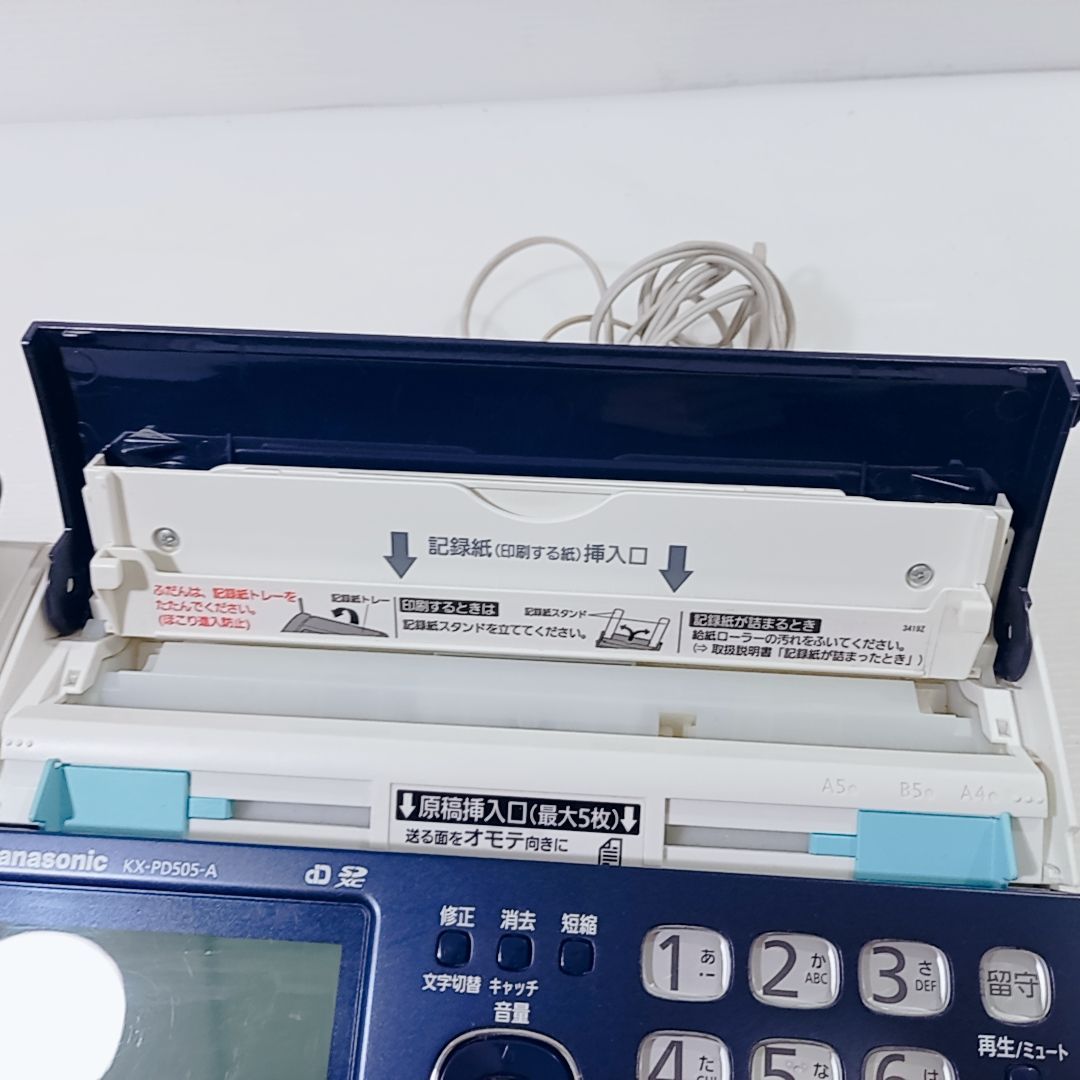 記録紙(印刷する紙)挿入口
ふだんは、記録紙トレーを
たたんでください。
(ほこり進入防止)
記録紙トレー
印刷するときは
記録紙スタンドを立ててください。
記録紙スタンド
記録紙が詰まるとき
給紙ローラーの汚れをふいてください。
(⇒ 取扱説明書「記録紙が詰まったとき」)
3419Z
A5
B5
A4
原稿挿入口(最大5枚)
送る面をオモテ向きに
anasonic KX-PD505-A
SD
XC
修正
消去
短縮
文字切替
キャッチ
音量
1 あ
2 か ABC
3 さ DEF
留守
再生/ミュート
4 た
5 な
6 は